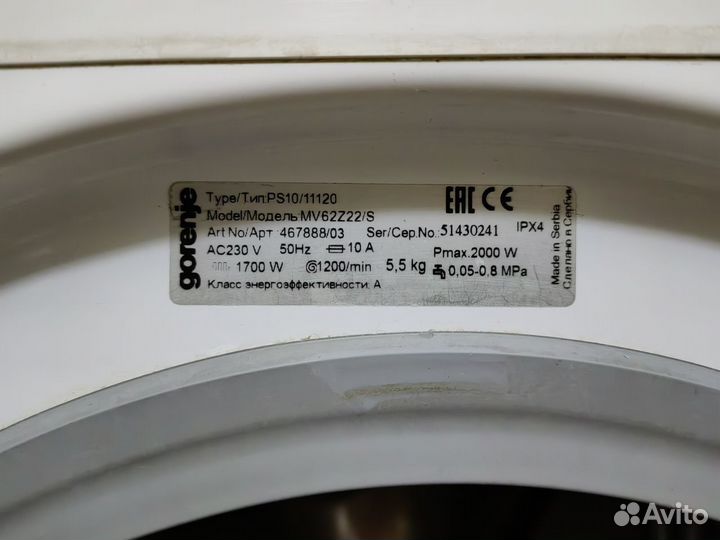 gorenje
Type/Тип:PS10/11120
Model/Модель:MV62Z22/S
Art No/Арт 467888/03 Ser/Сер.No.: 51430241 IPX4
AC230 V 50Hz 10 A Pmax.2000 W
1700 W 1200/min 5,5 kg 0,05-0,8 MPa
Класс энергоэффективности: A
EAC CE
Made in Serbia
Сделано в Сербии
Avito